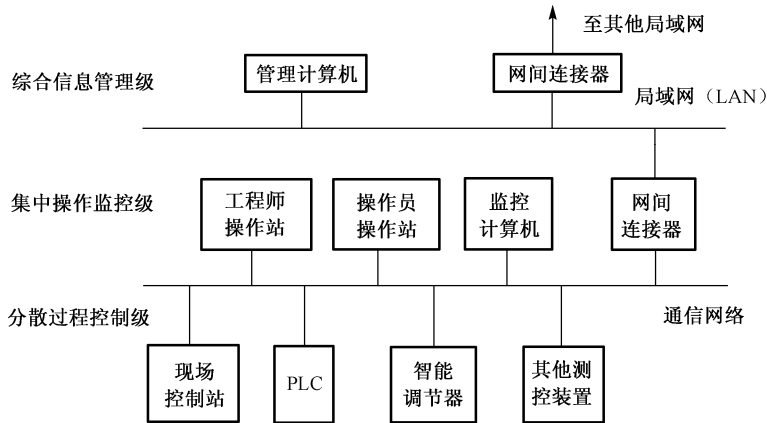 至其他局域网
综合信息管理级
管理计算机
网间连接器
局域网（LAN）
集中操作监控级
工程师
操作站
操作员
操作站
监控
计算机
网间
连接器
分散过程控制级
通信网络
现场
控制站
PLC
智能
调节器
其他测
控装置